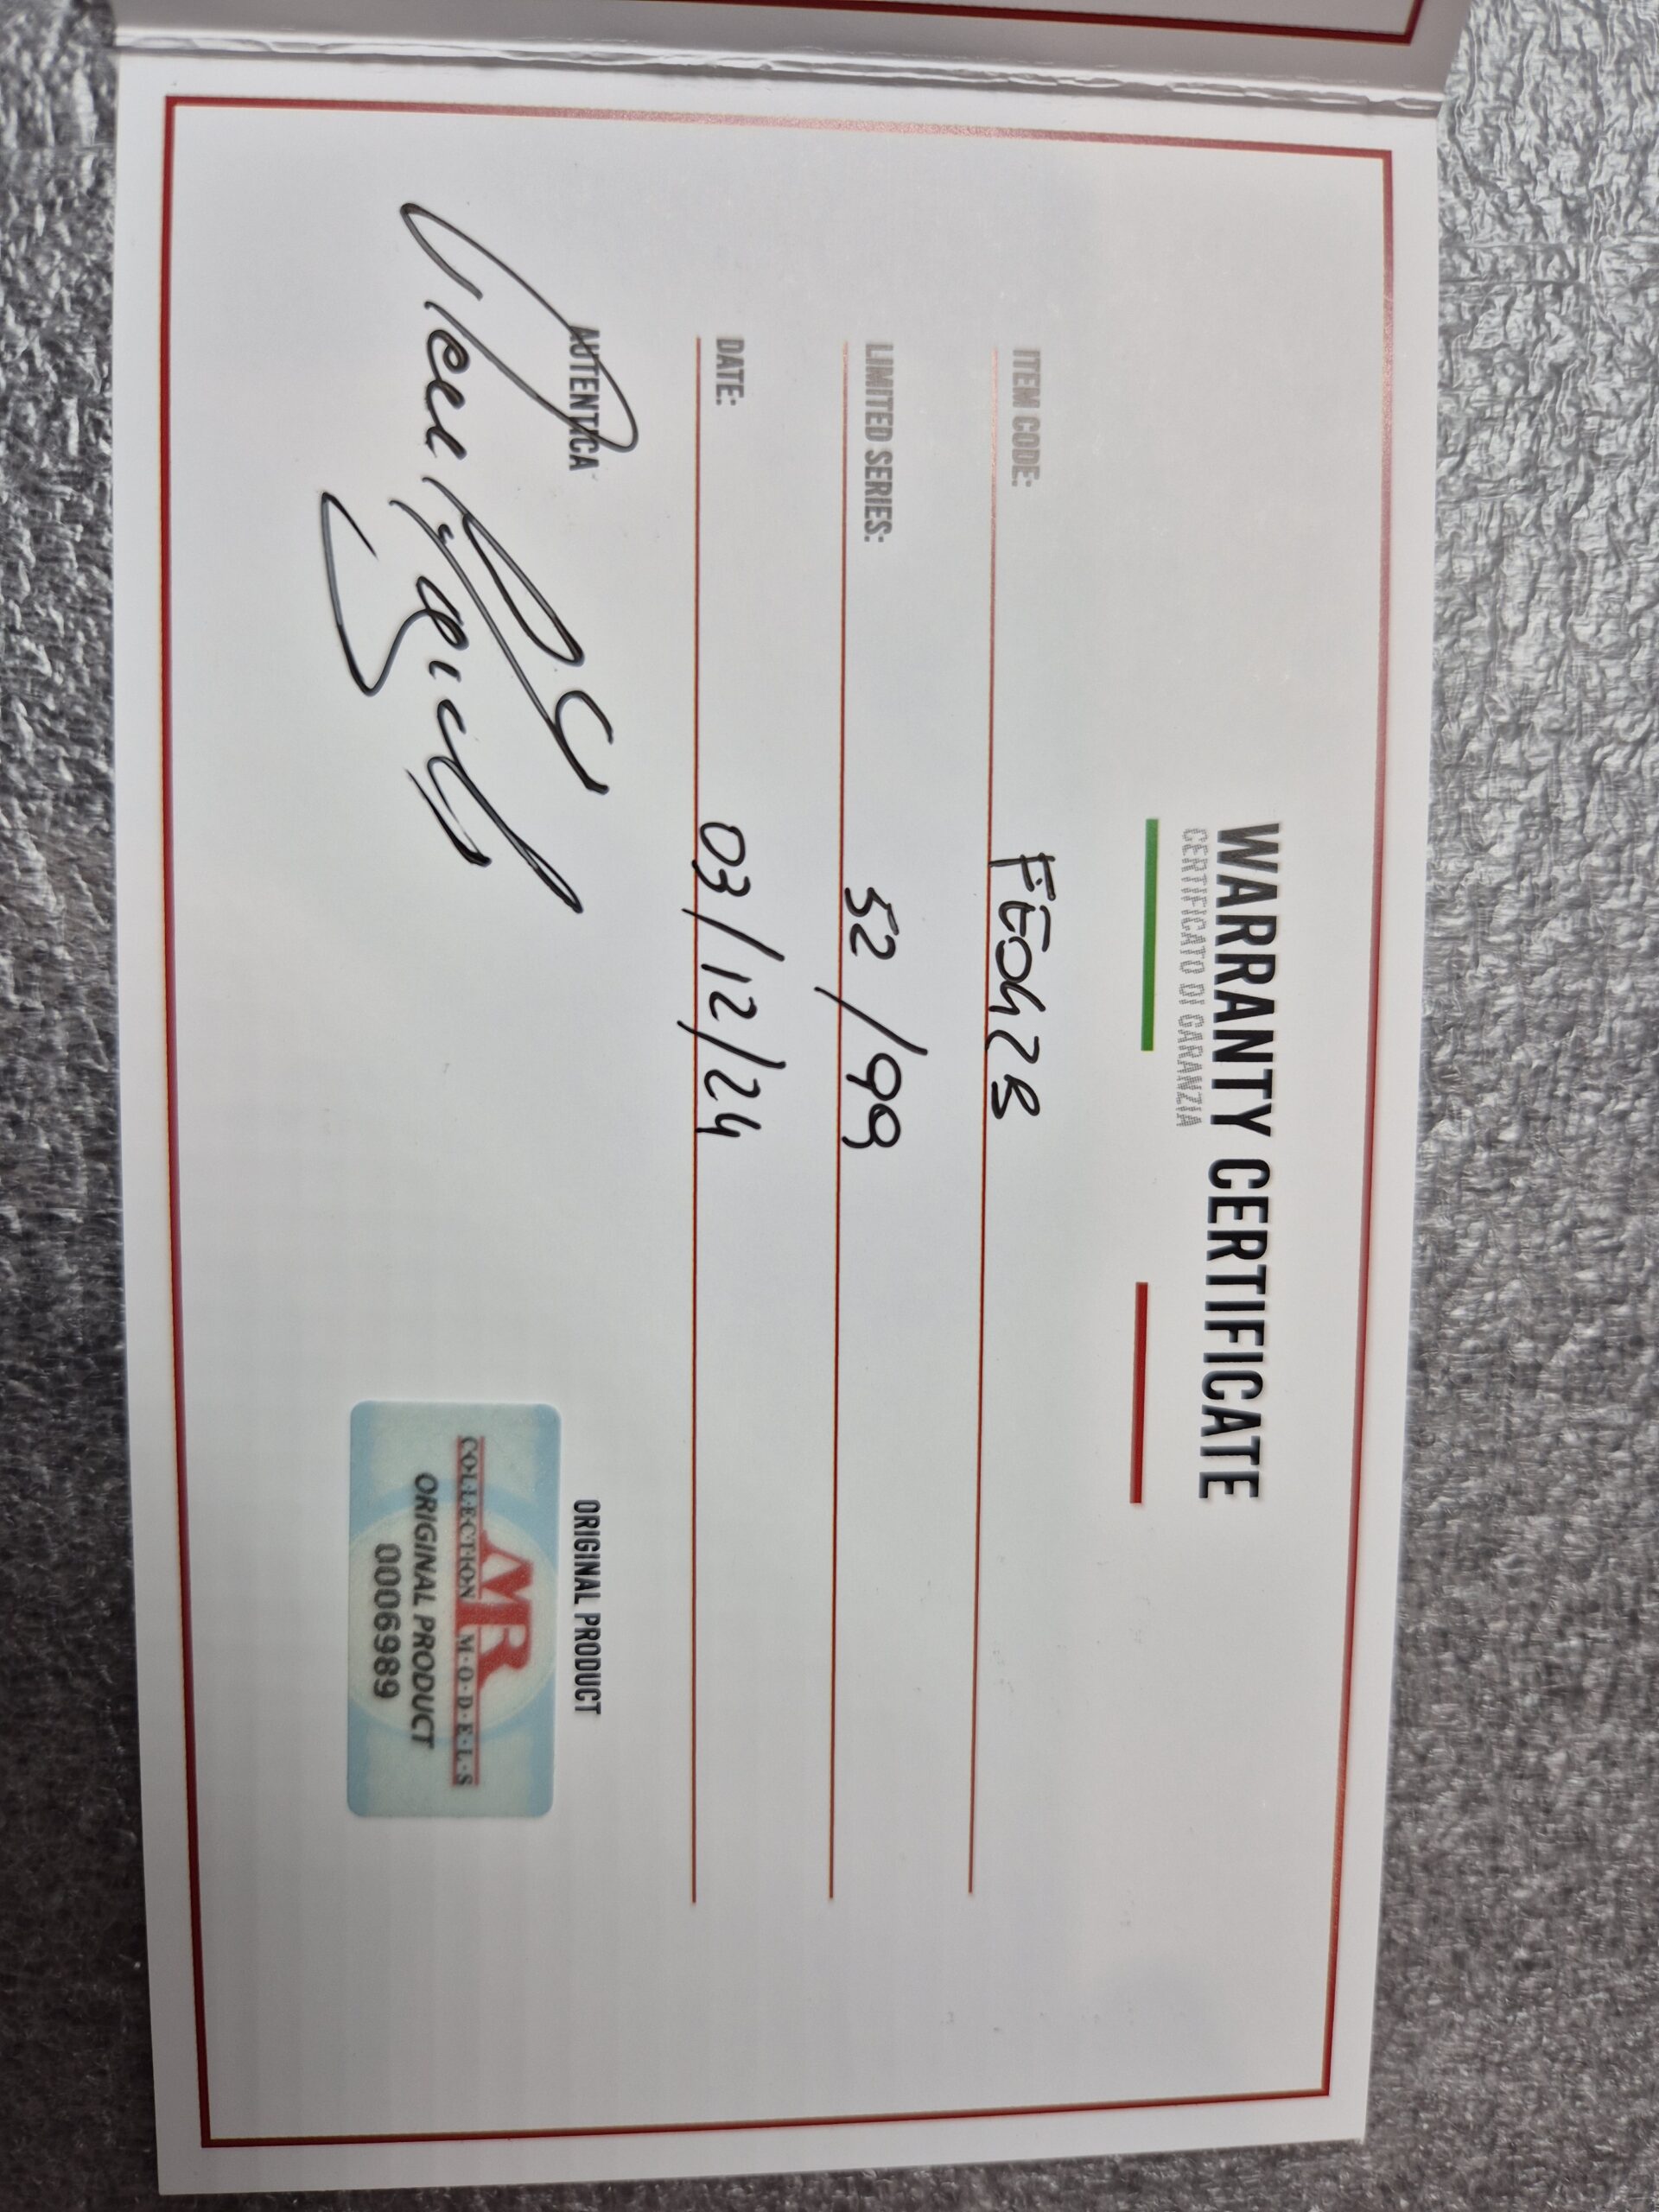 WARRANTY CERTIFICATE
CERTIFICATO DI GARANZIA
ITEM CODE: FE042B
LIMITED SERIES: 52/99
DATE: 03/12/24
AUTENTICA
ORIGINAL PRODUCT
MR
COLLECTION M·O·D·E·L·S
ORIGINAL PRODUCT
0006989